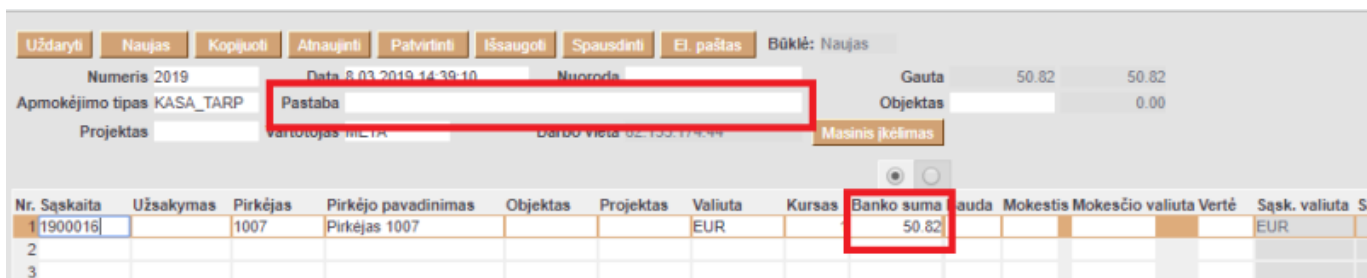 Uždaryti Naujas Kopijuoti Atnaujinti Patvirtinti Išsaugoti Spausdinti El. paštas Būklė: Naujas
Numeris 2019 Data 8.03.2019 14:39:10 Nuoroda Gauta 50.82 50.82
Apmokėjimo tipas KASA_TARP Pastaba Objektas 0.00
Projektas Vartotojas META Darbo vieta Masinis įkėlimas
Nr. Sąskaita Užsakymas Pirkėjas Pirkėjo pavadinimas Objektas Projektas Valiuta Kursas Banko suma Mokestis Mokesčio valiuta Vertė Sąsk. valiuta S
1 1900016 1007 Pirkėjas 1007 EUR 1 50.82 EUR
2
3